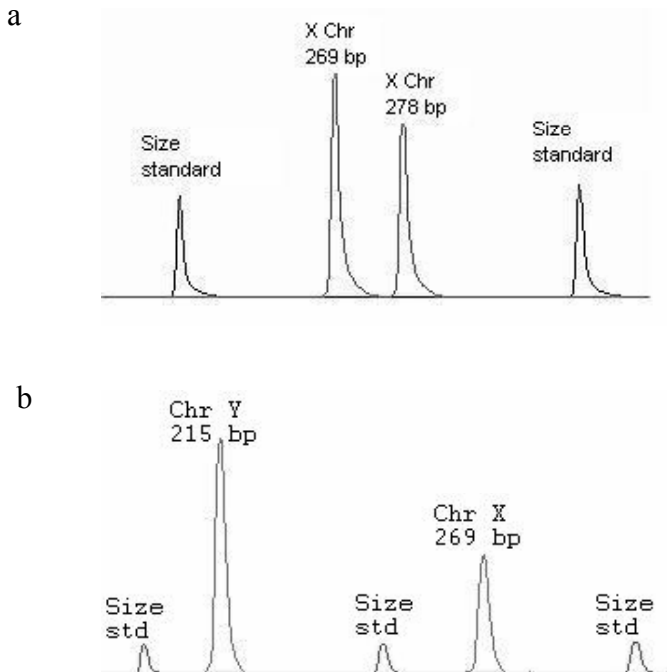 a
X Chr
269 bp
X Chr
278 bp
Size
standard
Size
standard
b
Chr Y
215 bp
Chr X
269 bp
Size
std
Size
std
Size
std